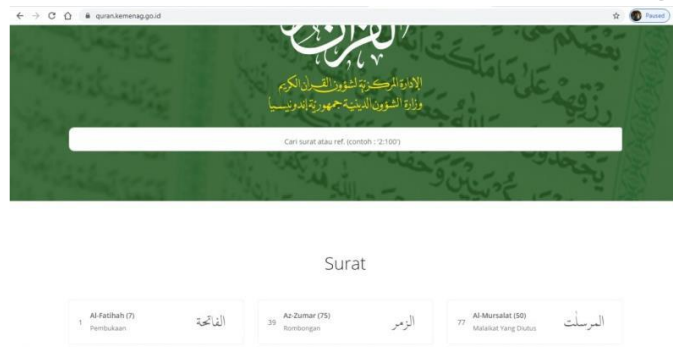 quran.kemenag.go.id
Paused
القرآن
الإدارة المركزية لشؤون القرآن الكريم
وزارة الشؤون الدينية جمهورية إندونيسيا
Cari surat atau ref. (contoh : '2:100')
Surat
1 Al-Fatihah (7) الفاتحة
Pembukaan
39 Az-Zumar (75) الزمر
Rombongan
77 Al-Mursalat (50) المرسلٰت
Malaikat Yang Diutus